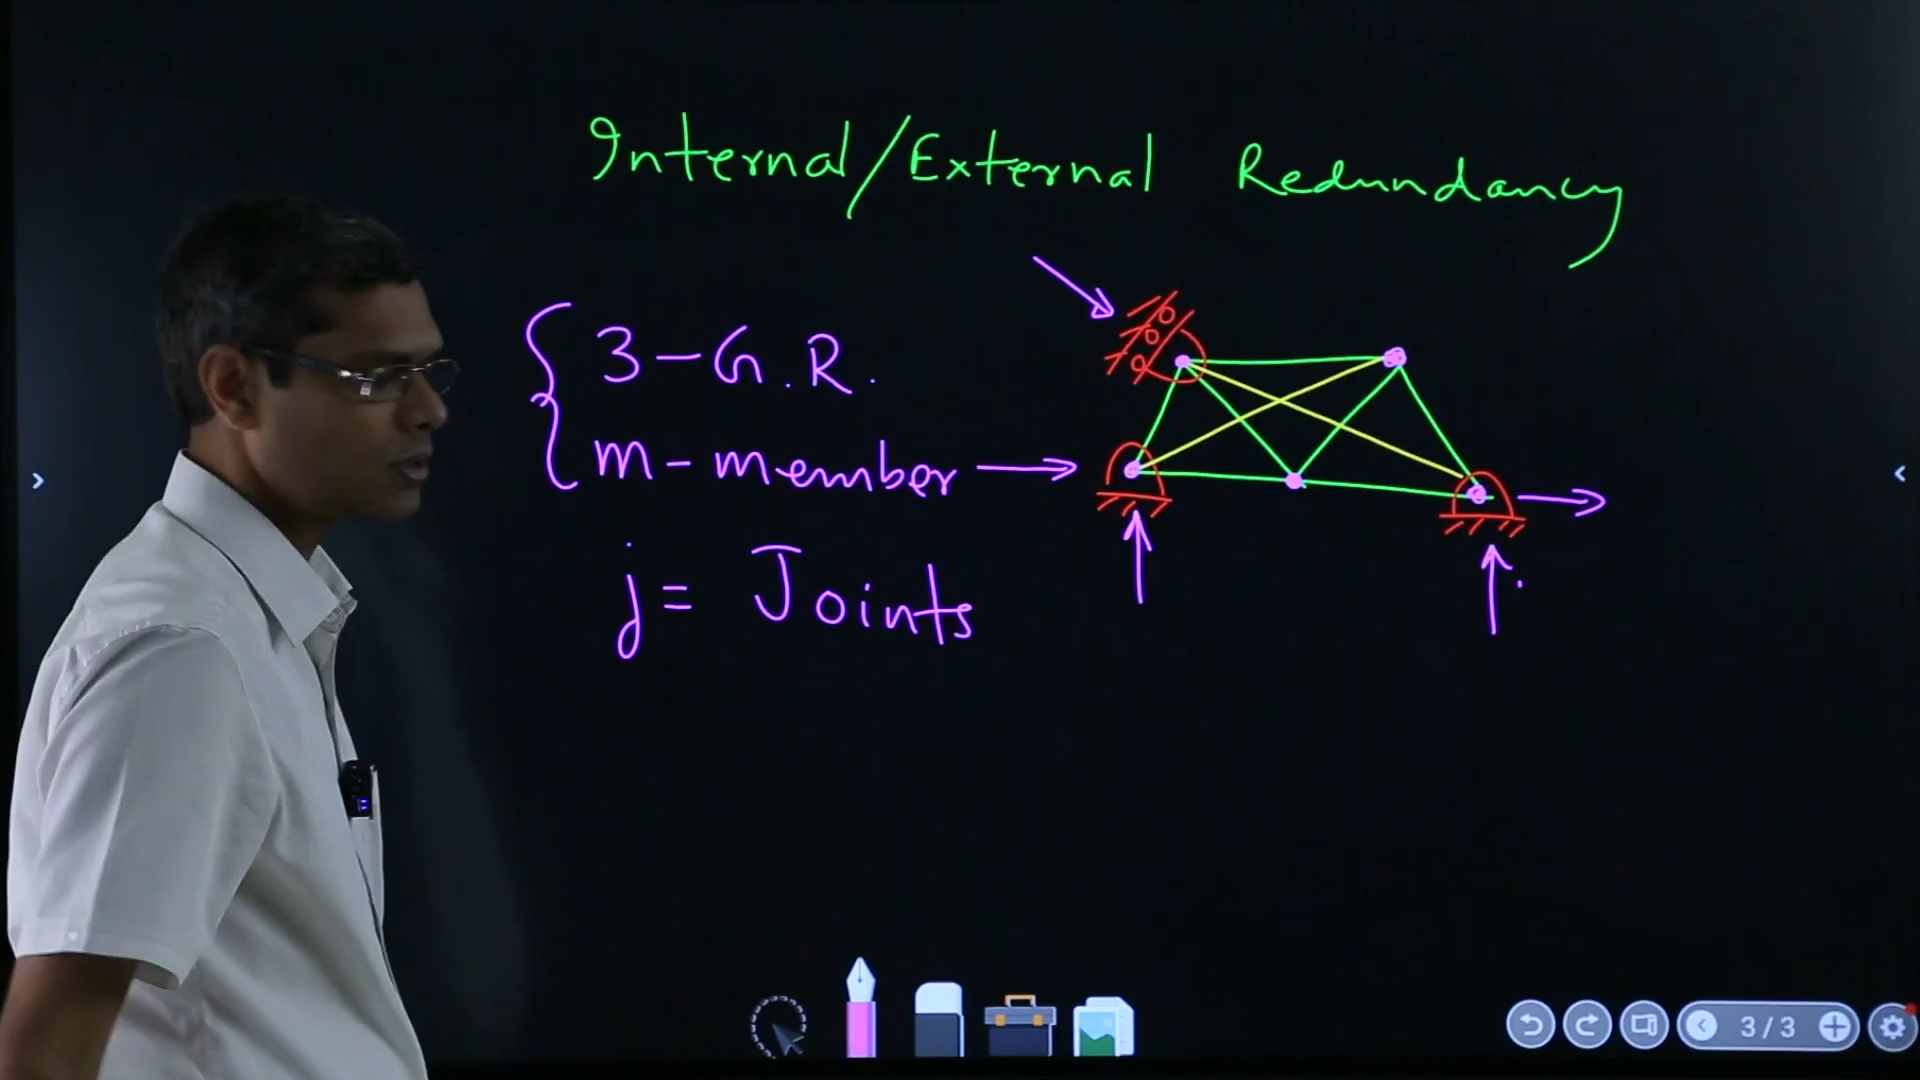 Internal/External Redundancy
3-G.R.
m-member
j= Joints
3/3